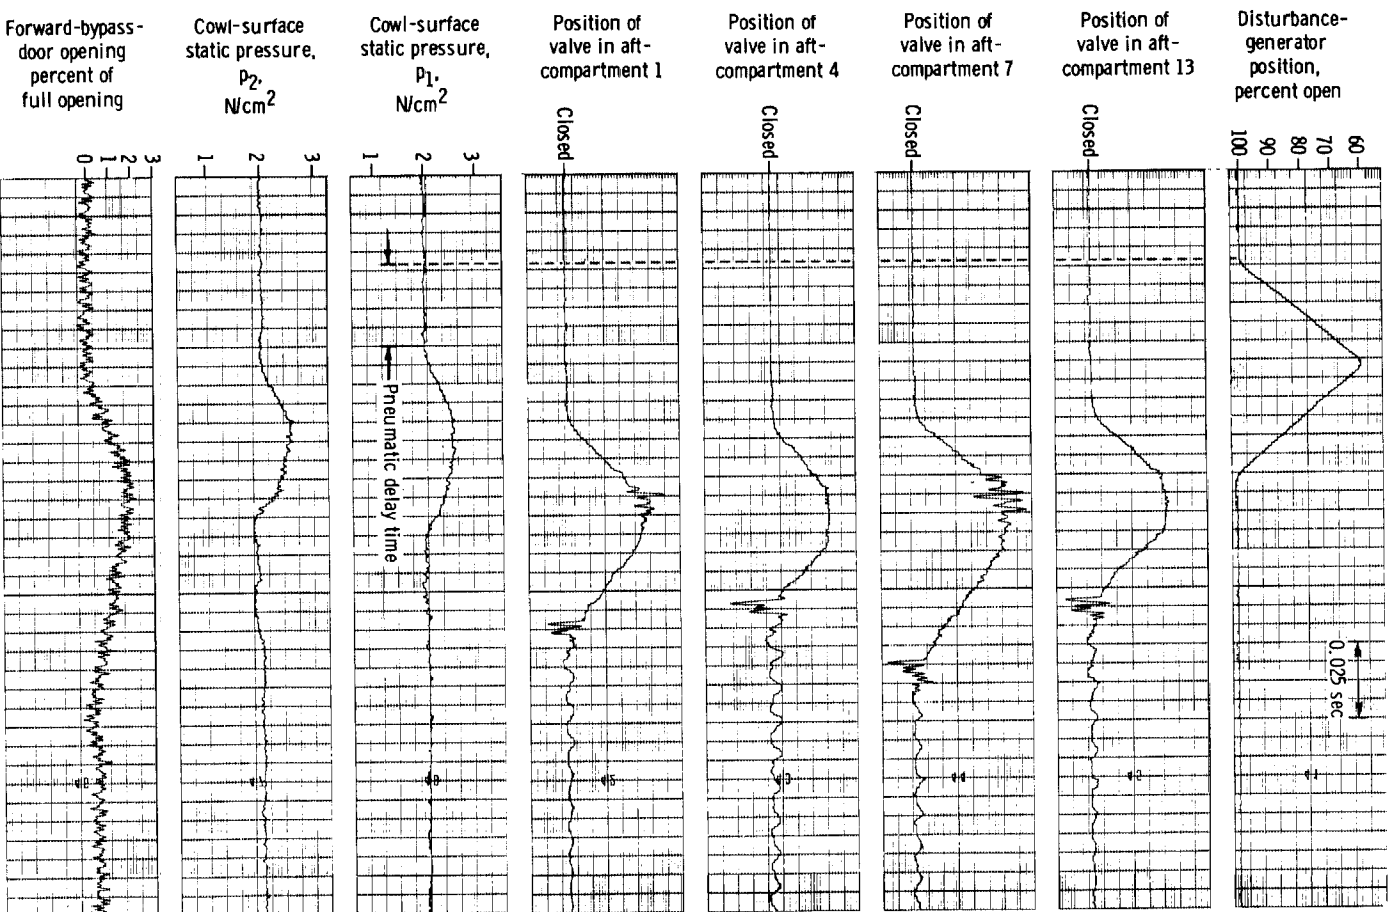 Forward-bypass-
door opening
percent of
full opening
0 1 2 3
Cowl-surface
static pressure,
p2,
N/cm2
1 2 3
Cowl-surface
static pressure,
p1,
N/cm2
1 2 3
Pneumatic delay time
Position of
valve in aft-
compartment 1
Closed
Position of
valve in aft-
compartment 4
Closed
Position of
valve in aft-
compartment 7
Closed
Position of
valve in aft-
compartment 13
Closed
Disturbance-
generator
position,
percent open
100 90 80 70 60
0.025 sec